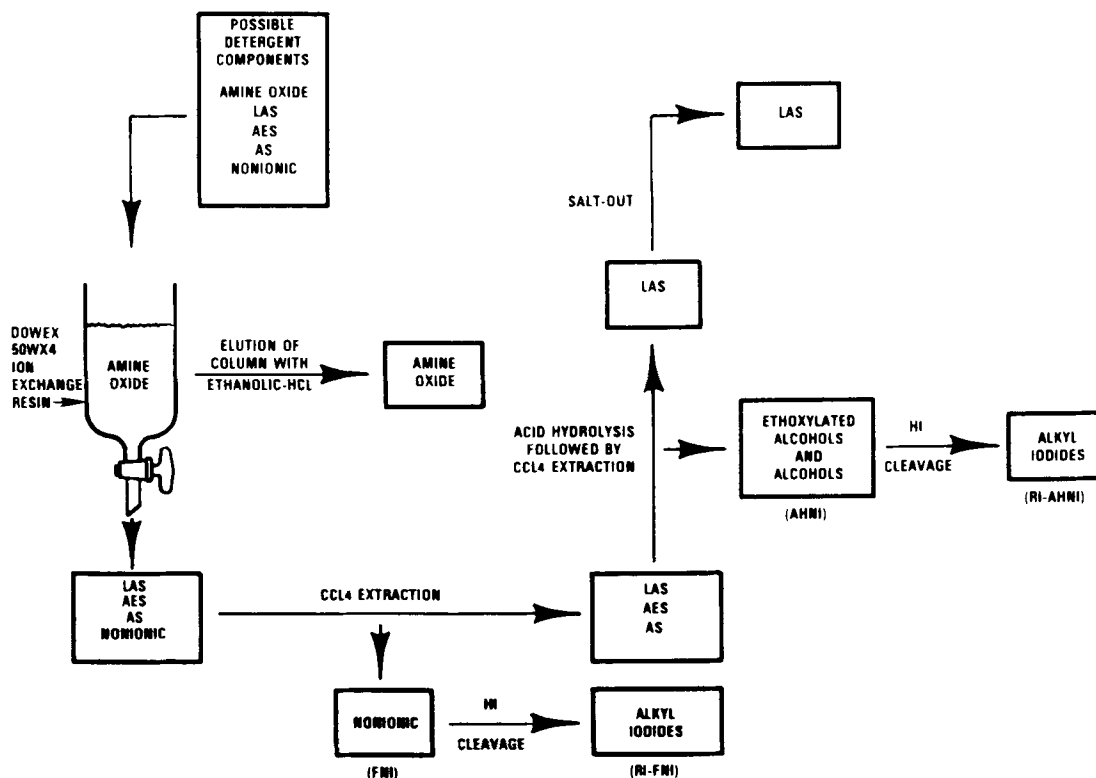 POSSIBLE
DETERGENT
COMPONENTS
AMINE OXIDE
LAS
AES
AS
NONIONIC
DOWEX
50WX4
ION
EXCHANGE
RESIN
AMINE
OXIDE
ELUTION OF
COLUMN WITH
ETHANOLIC-HCL
AMINE
OXIDE
LAS
AES
AS
NONIONIC
CCL4 EXTRACTION
NONIONIC
(FNI)
HI
CLEAVAGE
ALKYL
IODIDES
(RI-FNI)
LAS
AES
AS
ACID HYDROLYSIS
FOLLOWED BY
CCL4 EXTRACTION
ETHOXYLATED
ALCOHOLS
AND
ALCOHOLS
(AHNI)
HI
CLEAVAGE
ALKYL
IODIDES
(RI-AHNI)
LAS
SALT-OUT
LAS